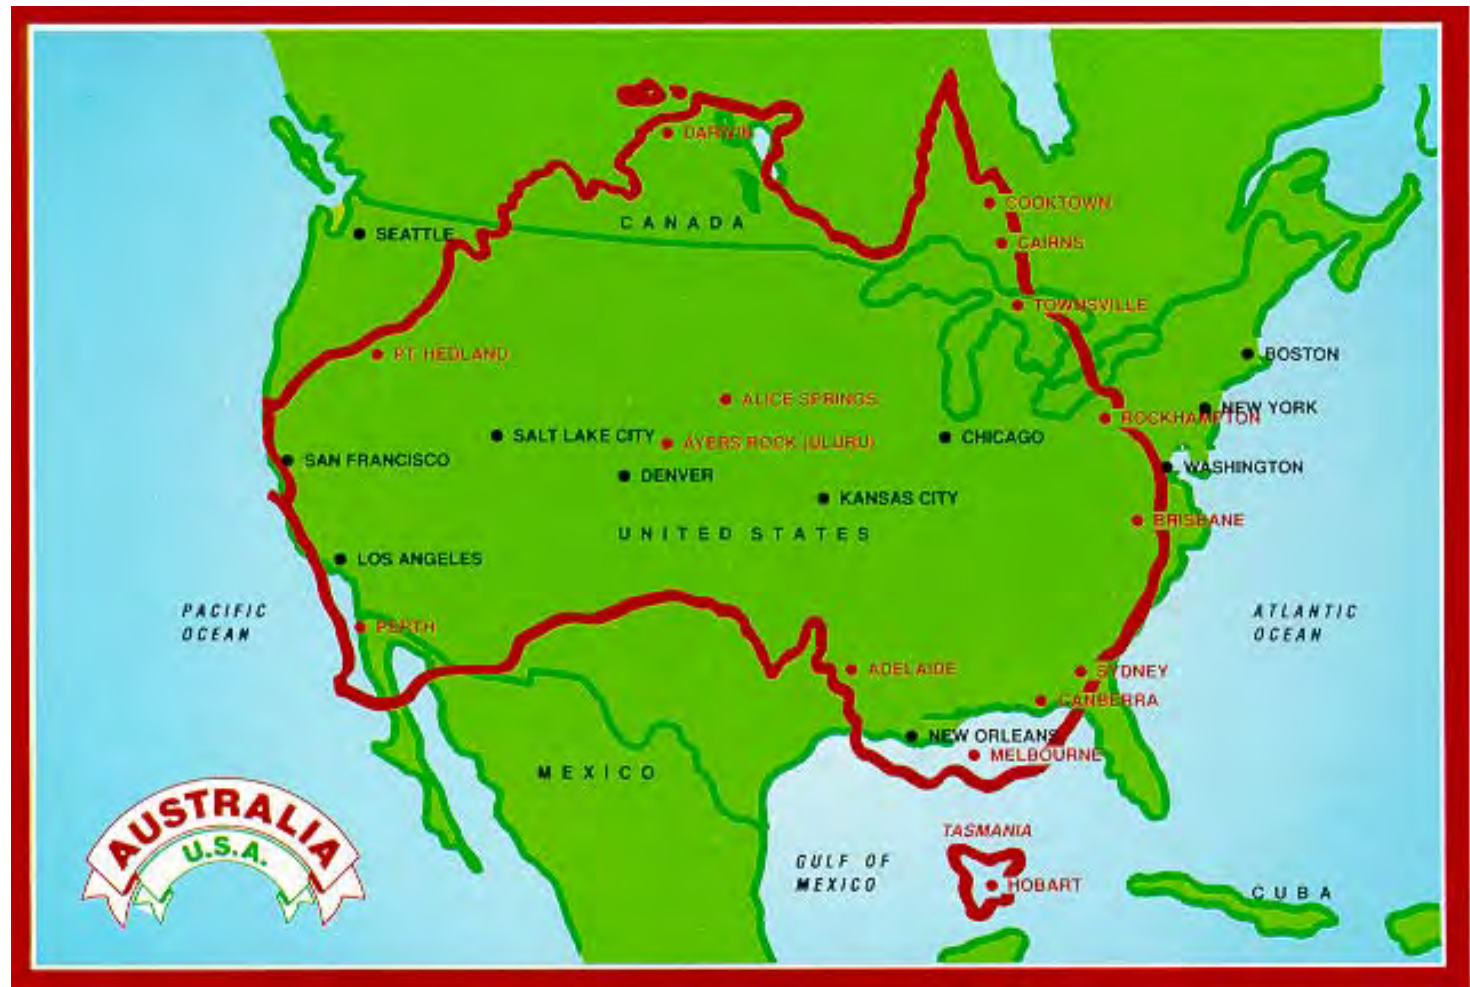 DARWIN
COOKTOWN
CANADA
SEATTLE
CAIRNS
TOWNSVILLE
PT. HEDLAND
BOSTON
ALICE SPRINGS
NEW YORK
ROCKHAMPTON
SALT LAKE CITY
AYERS ROCK (ULURU)
CHICAGO
SAN FRANCISCO
WASHINGTON
DENVER
KANSAS CITY
BRISBANE
UNITED STATES
LOS ANGELES
PACIFIC
OCEAN
ATLANTIC
OCEAN
PERTH
ADELAIDE
SYDNEY
CANBERRA
NEW ORLEANS
MELBOURNE
MEXICO
AUSTRALIA
U.S.A.
TASMANIA
GULF OF
MEXICO
HOBART
CUBA